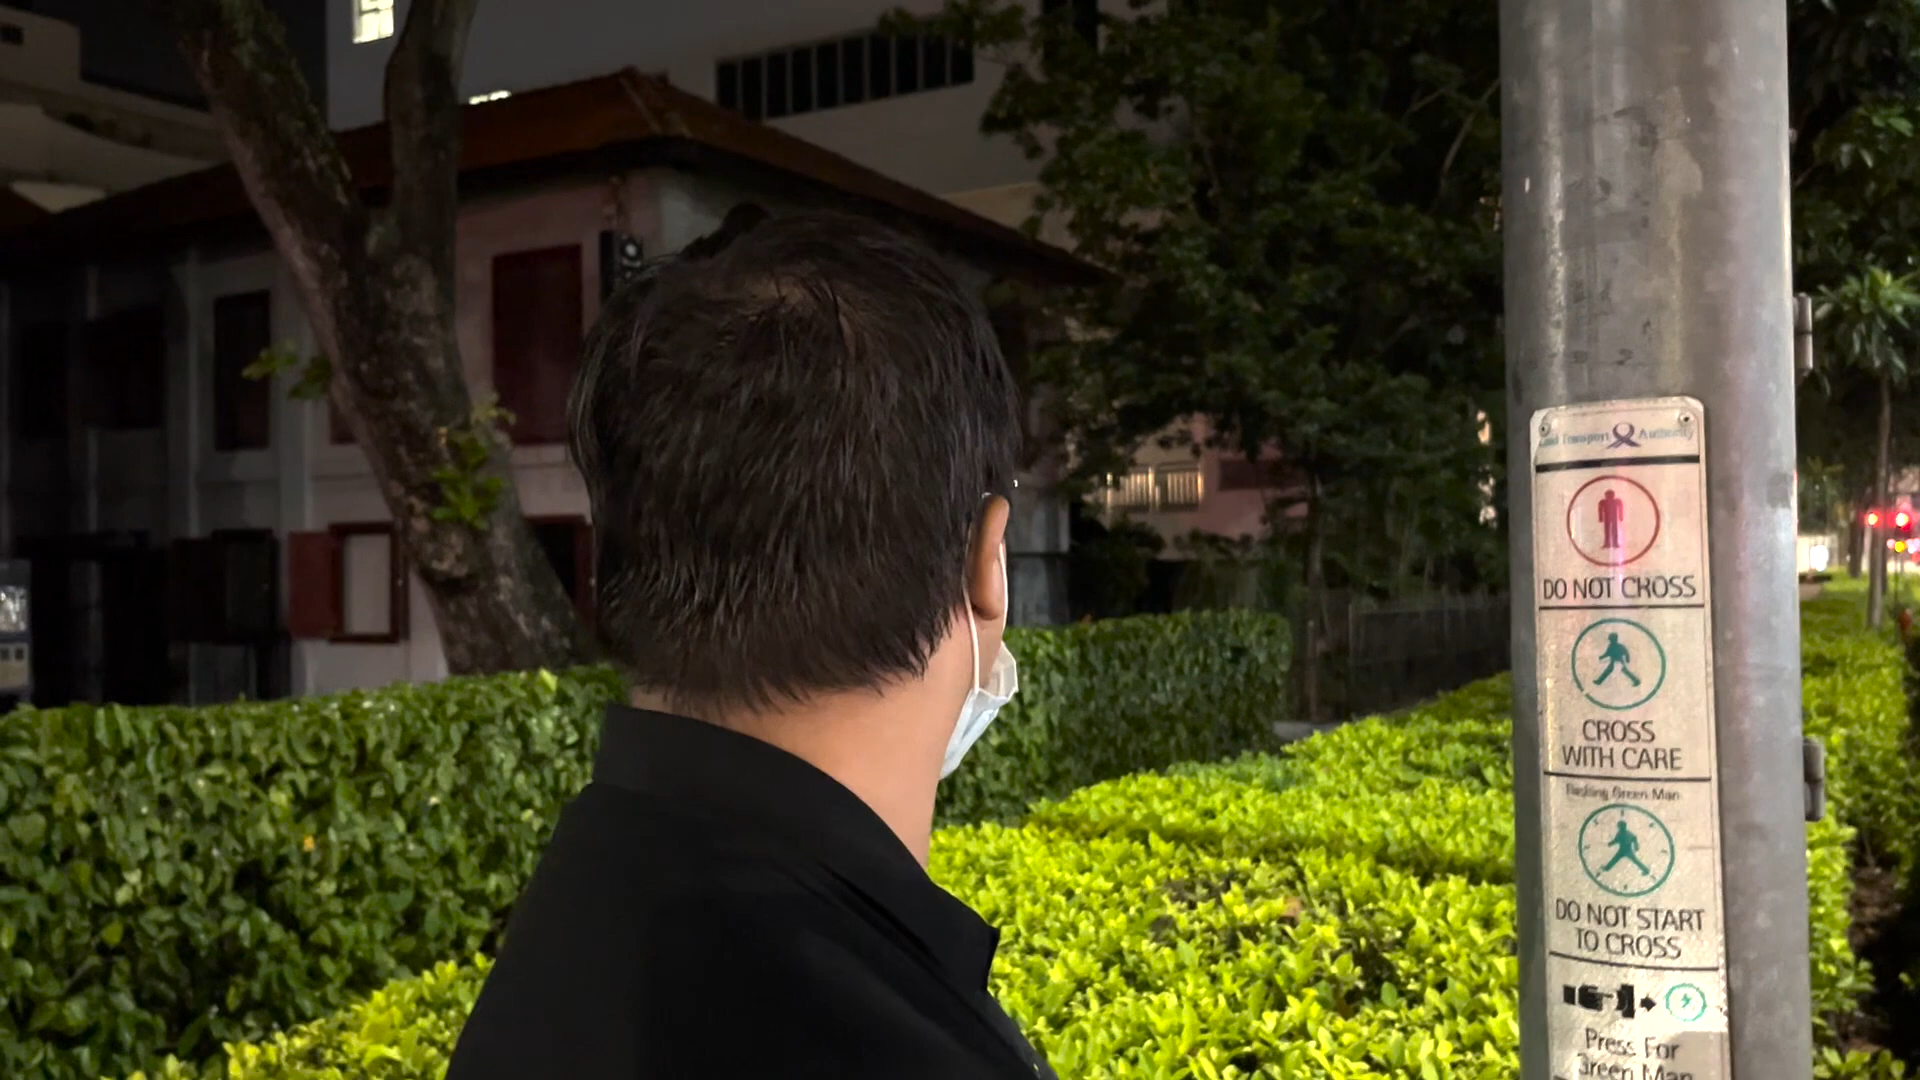 Land Transport Authority
DO NOT CROSS
CROSS
WITH CARE
Flashing Green Man
DO NOT START
TO CROSS
Press For
Green Man